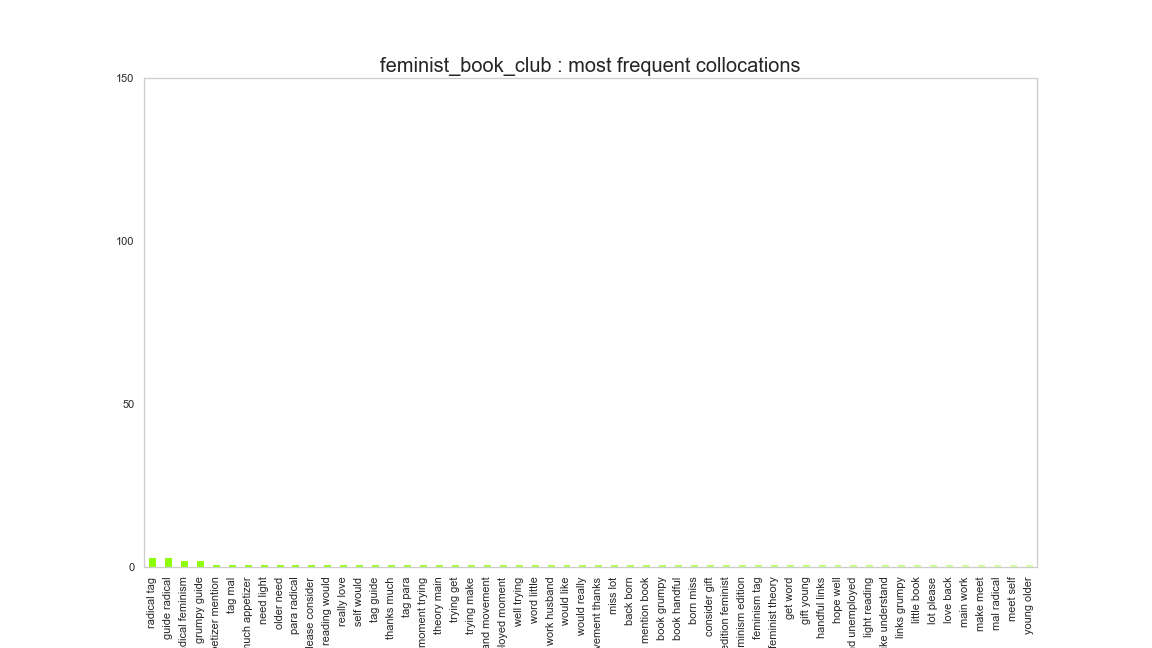 feminist_book_club : most frequent collocations
150
100
50
0
radical tag
guide radical
dical feminism
grumpy guide
petizer mention
tag mal
much appetizer
need light
older need
para radical
lease consider
reading would
really love
self would
tag guide
thanks much
tag para
moment trying
theory main
trying get
trying make
and movement
loyed moment
well trying
word little
work husband
would like
would really
vement thanks
miss lot
back born
mention book
book grumpy
book handful
born miss
consider gift
edition feminist
minism edition
feminism tag
feminist theory
get word
gift young
handful links
hope well
d unemployed
light reading
ke understand
links grumpy
little book
lot please
love back
main work
make meet
mal radical
meet self
young older